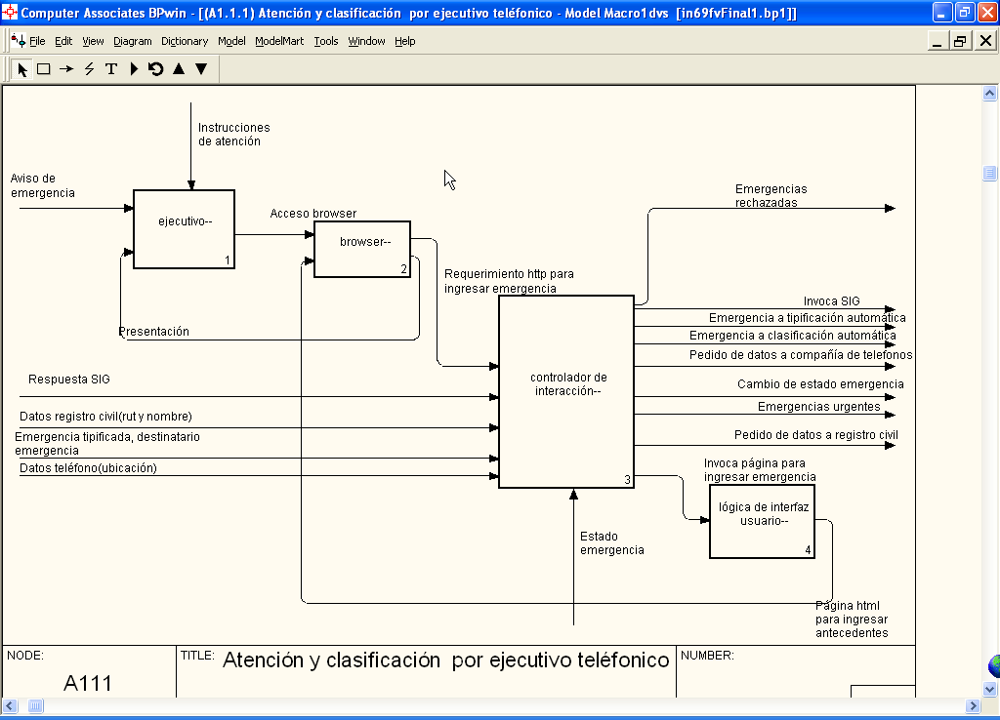 Computer Associates BPwin - [(A1.1.1) Atención y clasificación  por ejecutivo teléfonico - Model Macro1dvs  [in69fvFinal1.bp1]]
File Edit View Diagram Dictionary Model ModelMart Tools Window Help
T
Instrucciones
de atención
Aviso de
emergencia
ejecutivo--
1
Acceso browser
browser--
2
Emergencias
rechazadas
Requerimiento http para
ingresar emergencia
Presentación
Invoca SIG
Emergencia a tipificación automática
Emergencia a clasificación automática
Pedido de datos a compañía de telefonos
Cambio de estado emergencia
Emergencias urgentes
Pedido de datos a registro civil
Respuesta SIG
Datos registro civil(rut y nombre)
Emergencia tipificada, destinatario
emergencia
Datos teléfono(ubicación)
controlador de
interacción--
3
Invoca página para
ingresar emergencia
lógica de interfaz
usuario--
4
Estado
emergencia
Página html
para ingresar
antecedentes
NODE:
A111
TITLE: Atención y clasificación  por ejecutivo teléfonico
NUMBER: